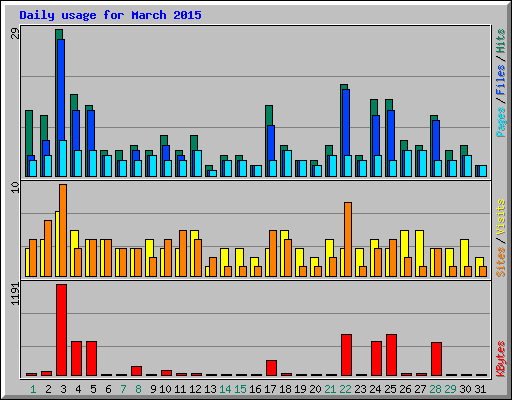 Daily usage for March 2015
29
Pages / Files / Hits
10
Sites / Visits
1191
KBytes
1 2 3 4 5 6 7 8 9 10 11 12 13 14 15 16 17 18 19 20 21 22 23 24 25 26 27 28 29 30 31